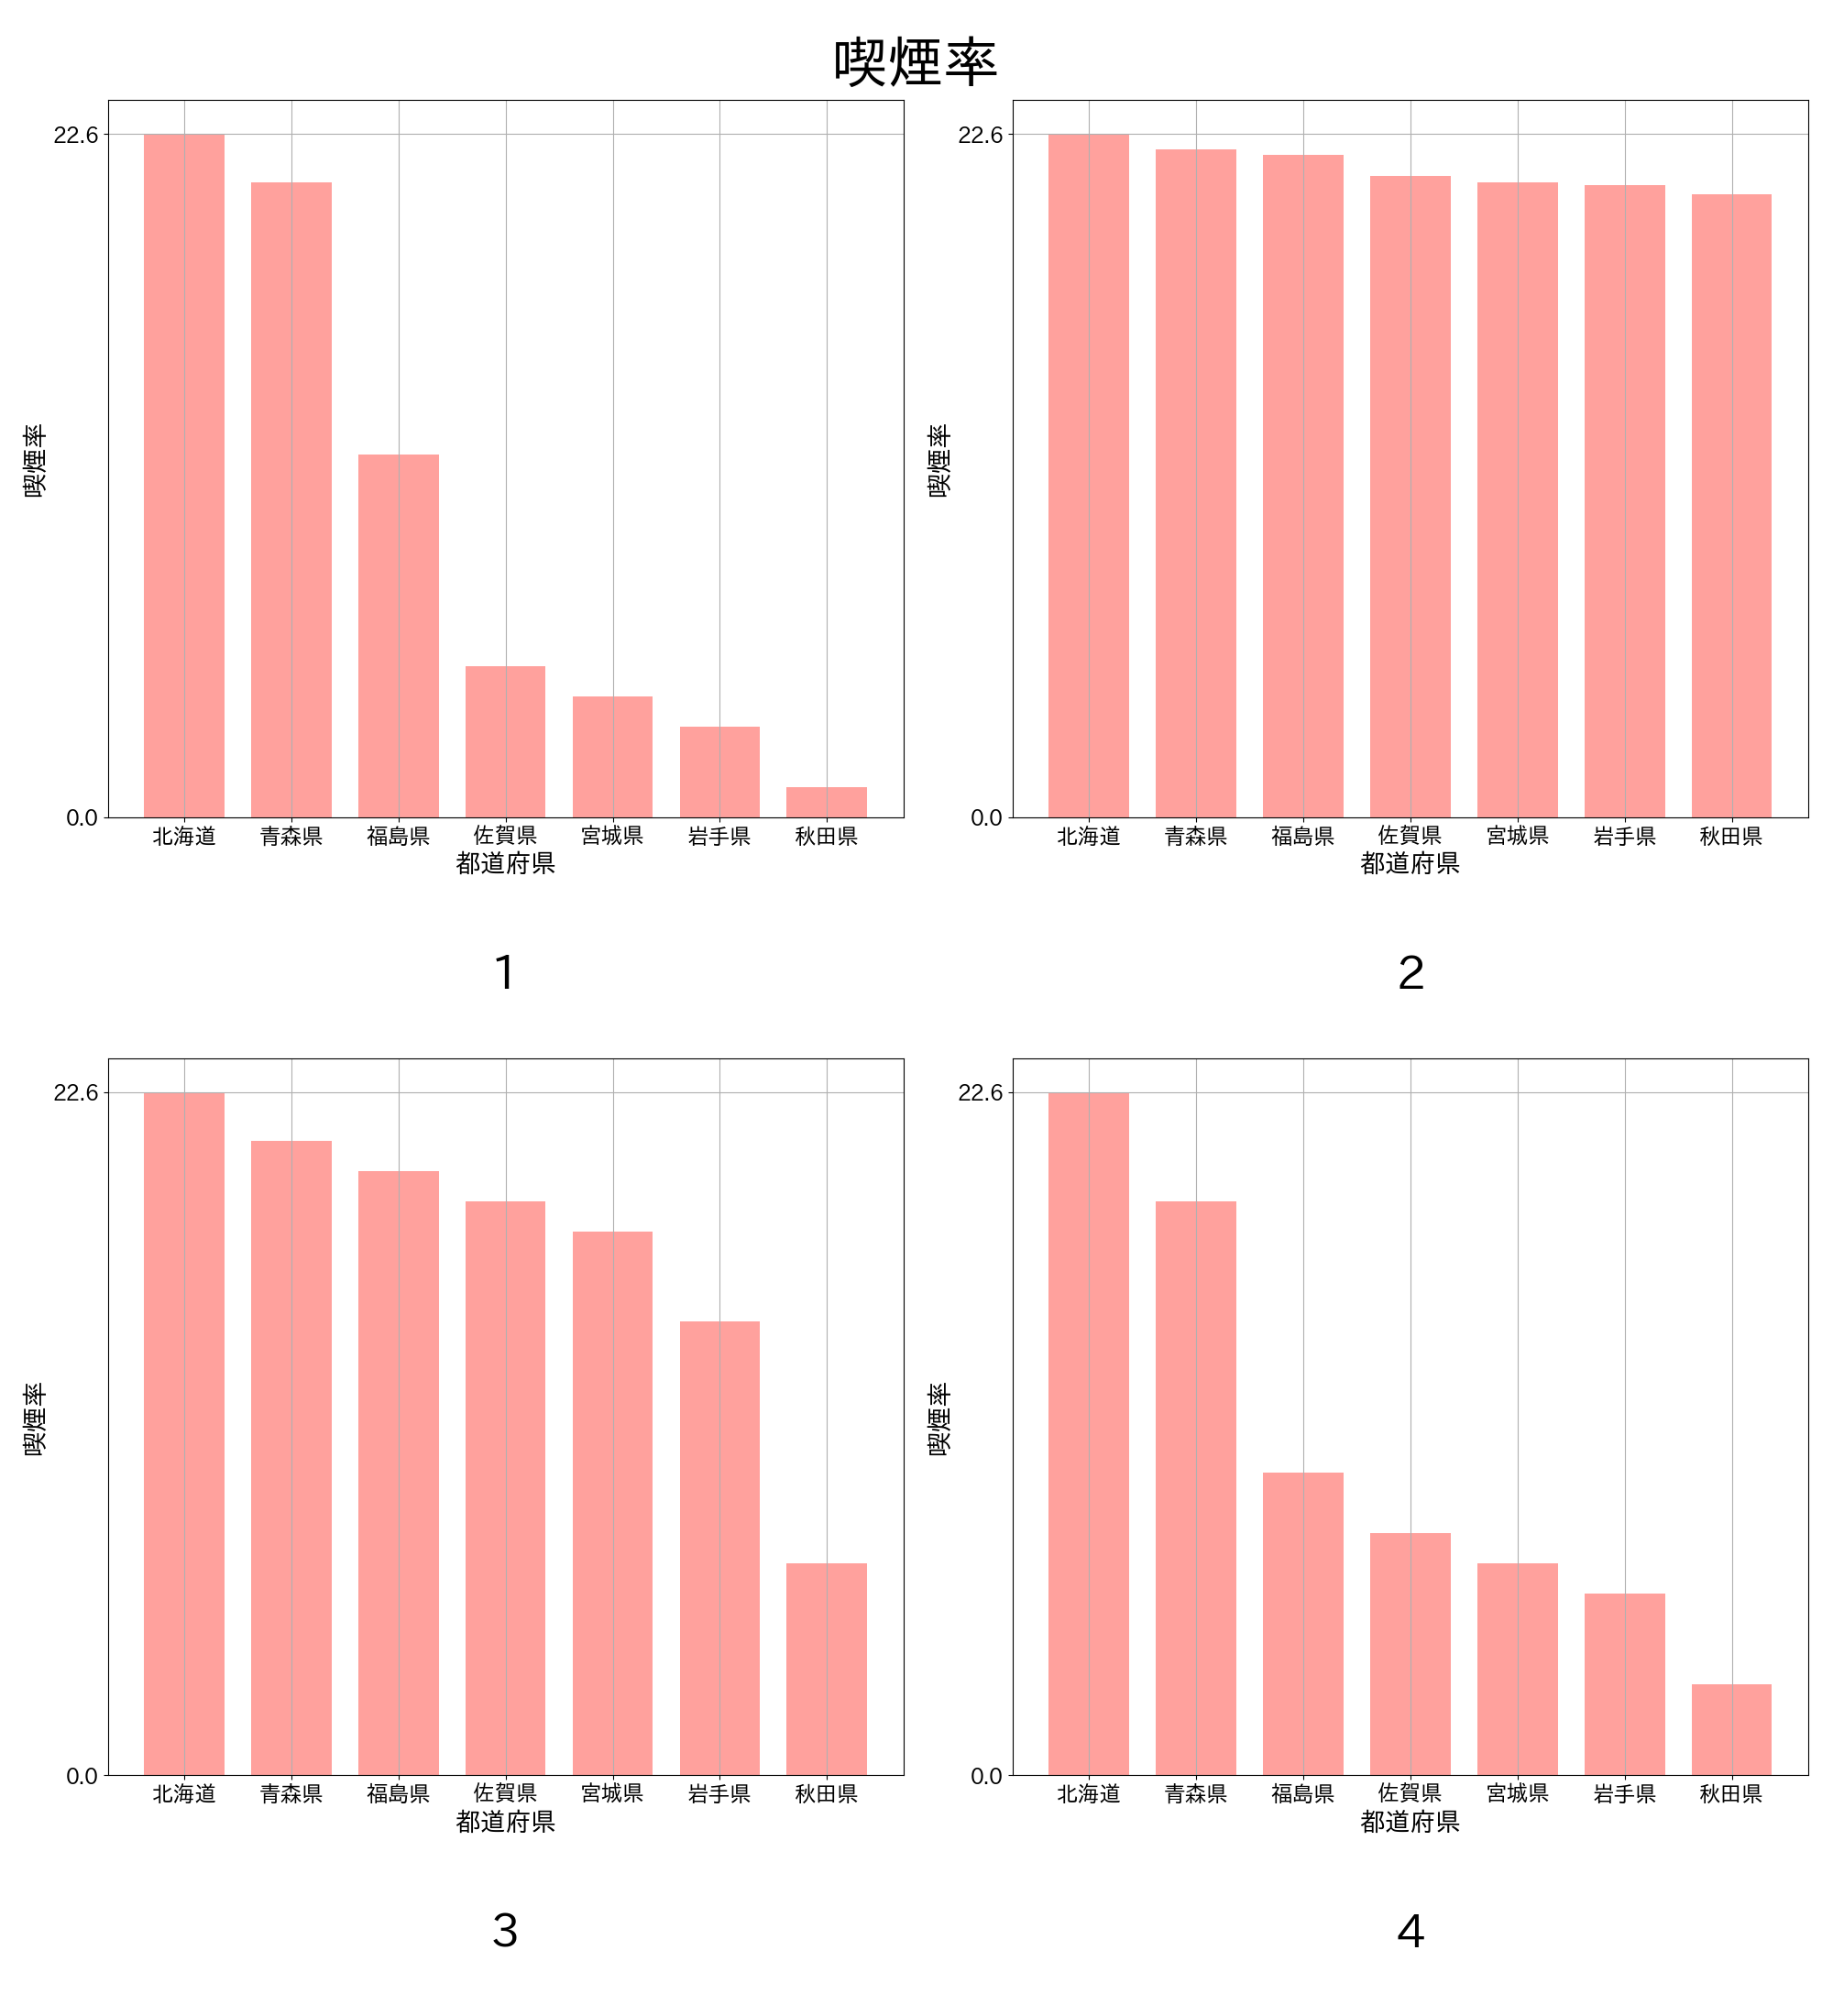 喫煙率
22.6
0.0
喫煙率
北海道 青森県 福島県 佐賀県 宮城県 岩手県 秋田県
都道府県
1
22.6
0.0
喫煙率
北海道 青森県 福島県 佐賀県 宮城県 岩手県 秋田県
都道府県
2
22.6
0.0
喫煙率
北海道 青森県 福島県 佐賀県 宮城県 岩手県 秋田県
都道府県
3
22.6
0.0
喫煙率
北海道 青森県 福島県 佐賀県 宮城県 岩手県 秋田県
都道府県
4